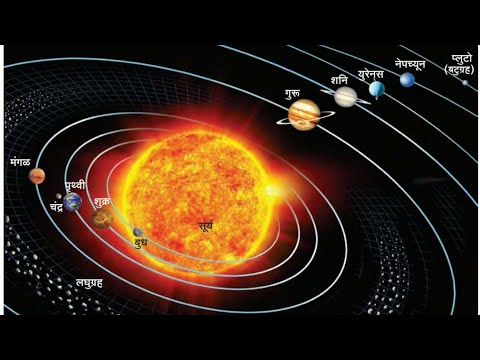 प्लुटो
(बटुग्रह)
नेपच्यून
युरेनस
शनि
गुरू
मंगळ
पृथ्वी
चंद्र
शुक्र
बुध
सूर्य
लघुग्रह